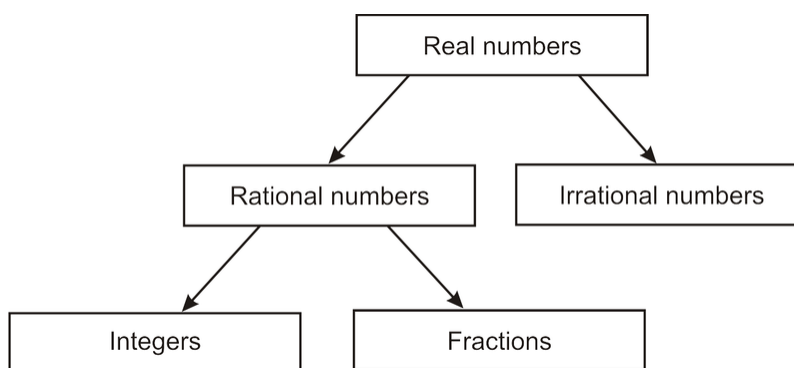 Real numbers
Rational numbers
Irrational numbers
Integers
Fractions